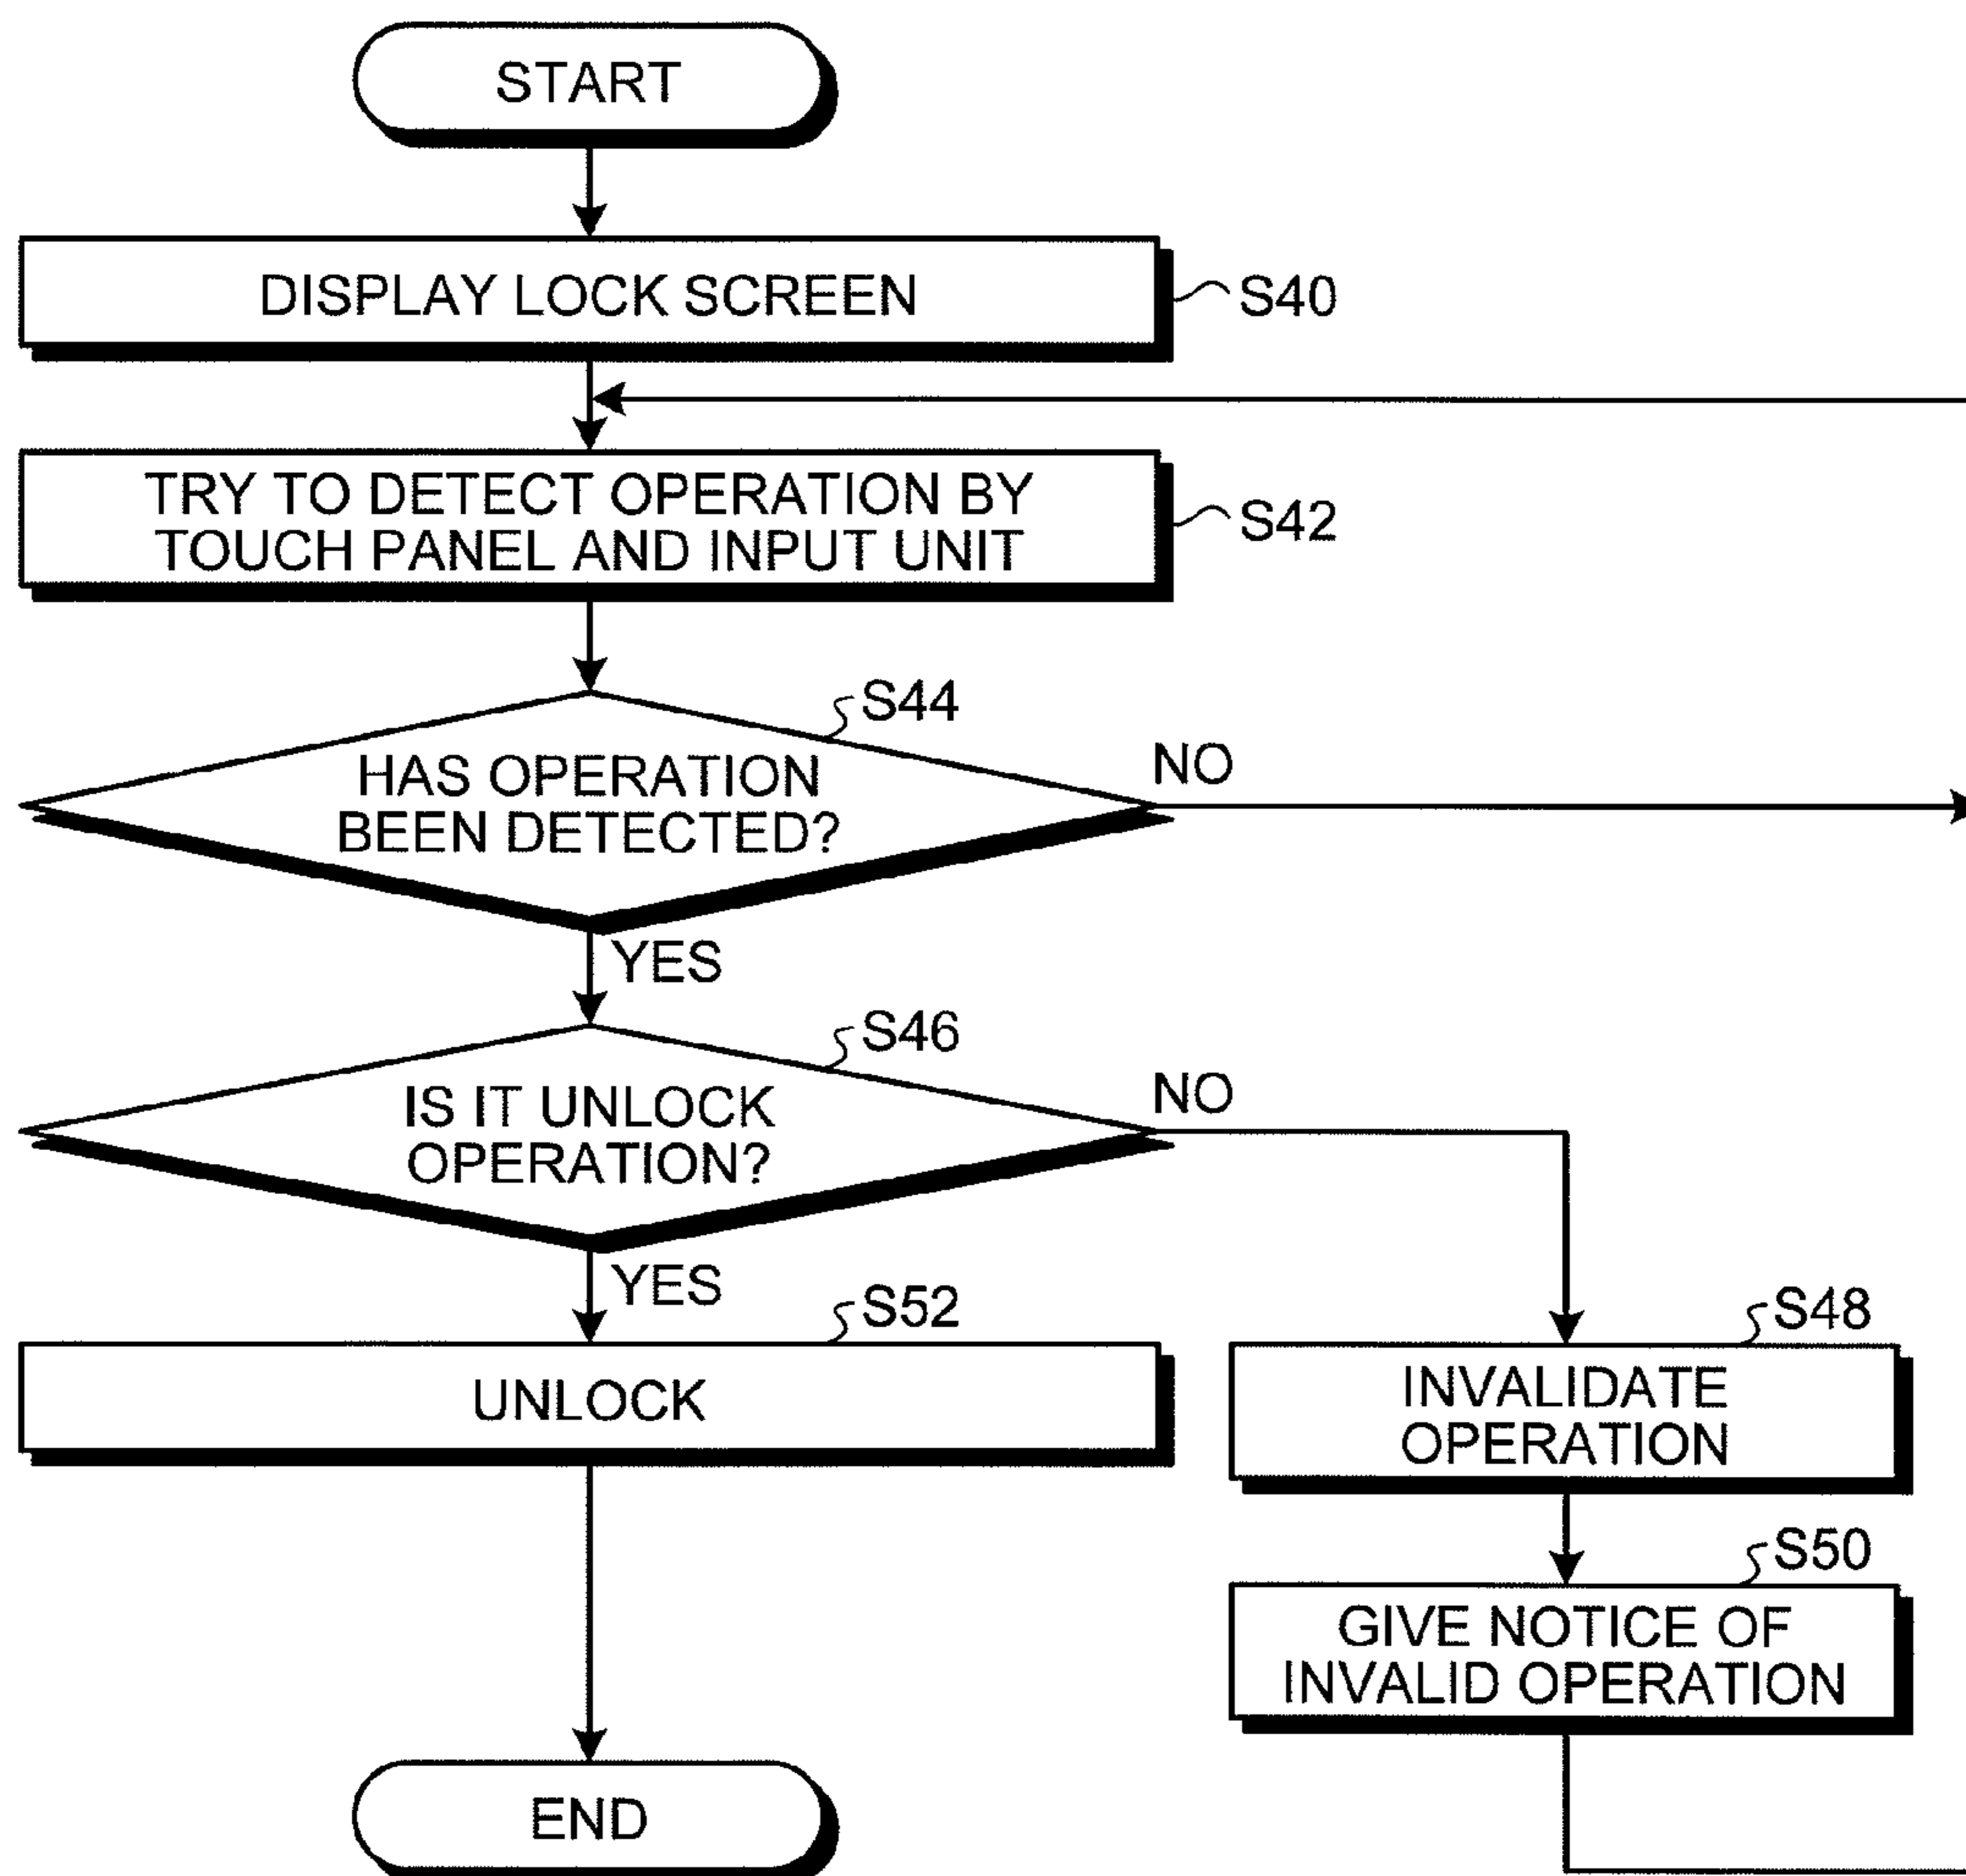 START
DISPLAY LOCK SCREEN
S40
TRY TO DETECT OPERATION BY
TOUCH PANEL AND INPUT UNIT
S42
S44
HAS OPERATION
BEEN DETECTED?
NO
YES
S46
IS IT UNLOCK
OPERATION?
NO
YES
S52
UNLOCK
S48
INVALIDATE
OPERATION
S50
GIVE NOTICE OF
INVALID OPERATION
END